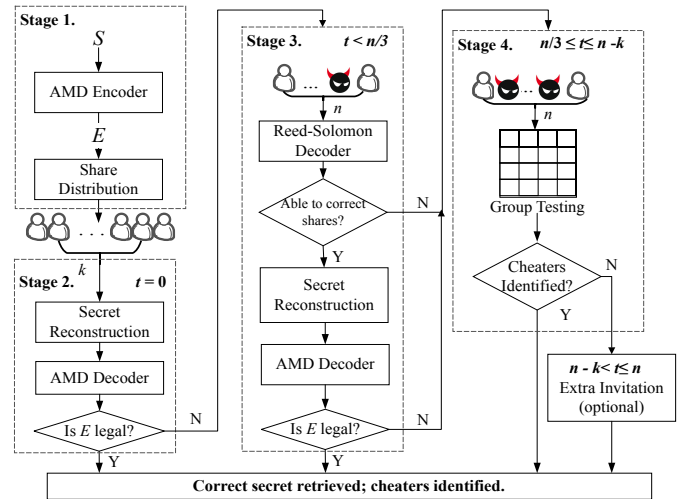 Stage 1.
S
AMD Encoder
E
Share
Distribution
. . .
k
Stage 2.
t = 0
Secret
Reconstruction
AMD Decoder
Is E legal?
N
Y
Stage 3.
t < n/3
...
n
Reed-Solomon
Decoder
Able to correct
shares?
N
Y
Secret
Reconstruction
AMD Decoder
Is E legal?
N
Y
Stage 4.
n/3 ≤ t ≤ n -k
...
n
Group Testing
Cheaters
Identified?
N
Y
n - k< t≤ n
Extra Invitation
(optional)
Correct secret retrieved; cheaters identified.